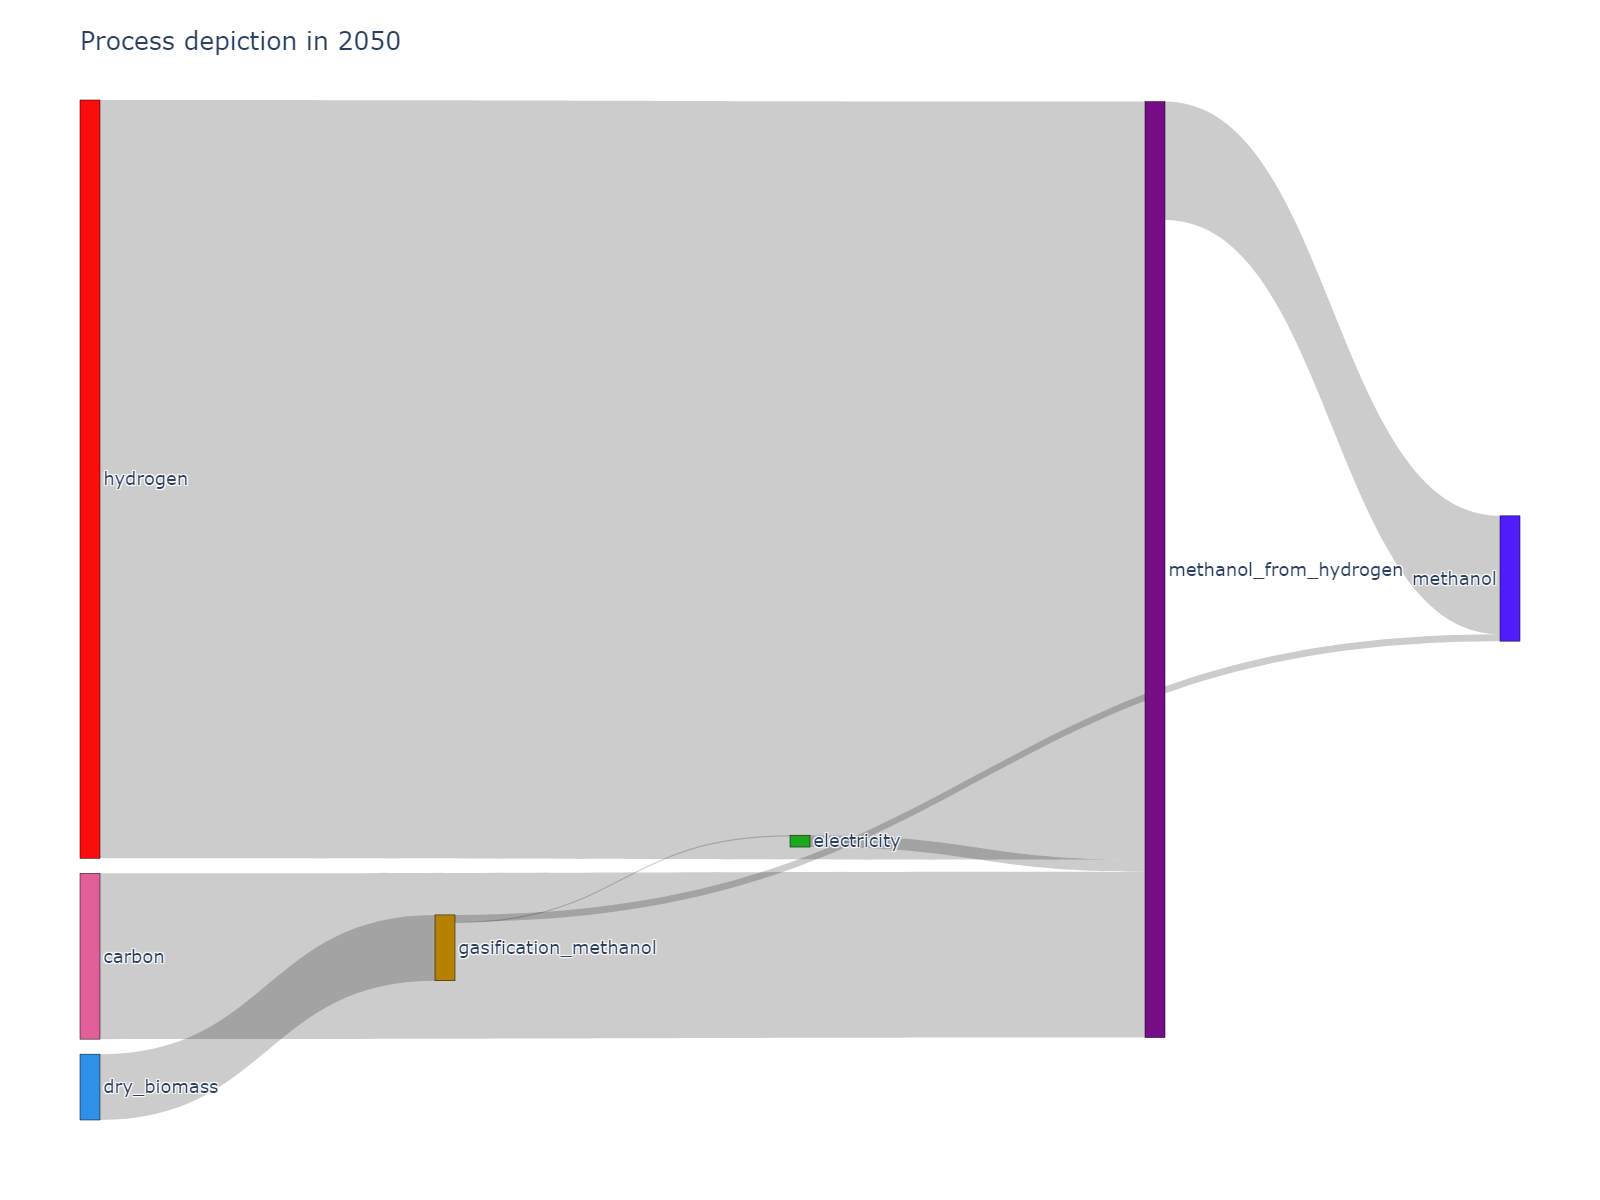 Process depiction in 2050
hydrogen
methanol_from_hydrogen
methanol
electricity
gasification_methanol
carbon
dry_biomass